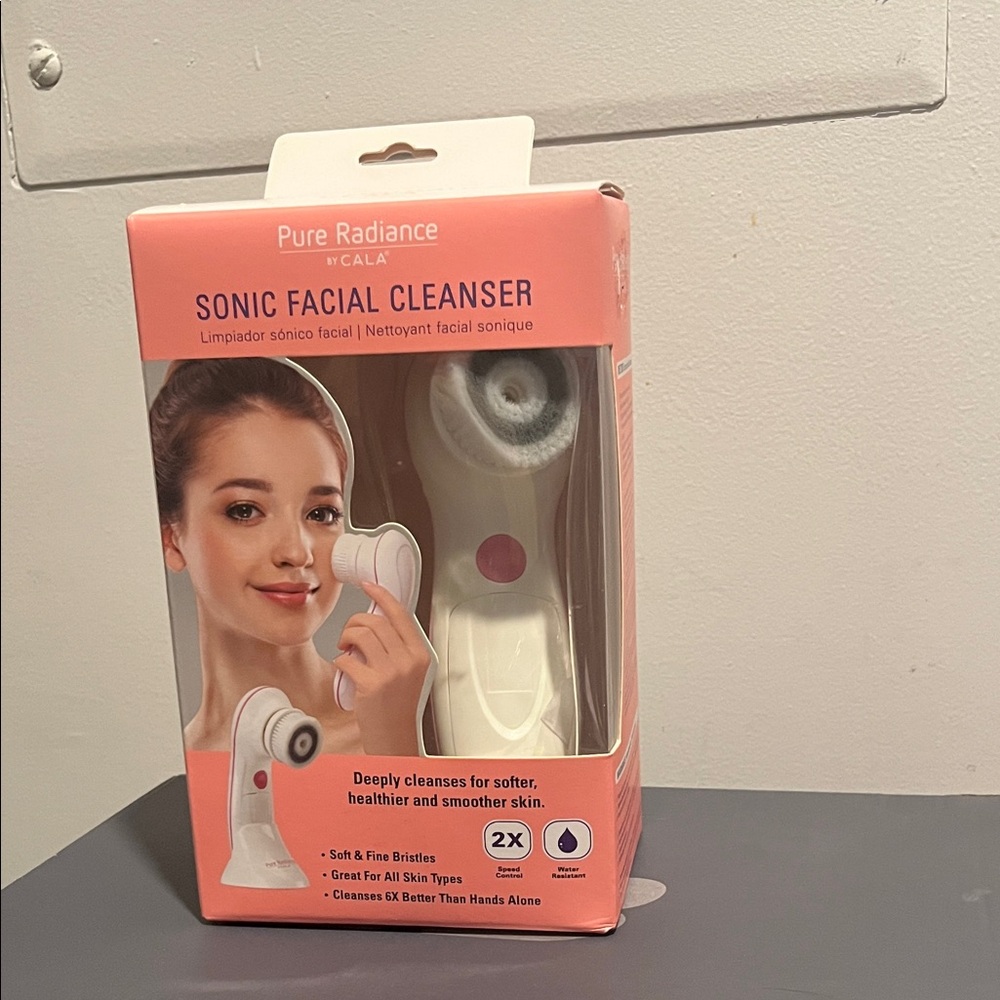 Pure Radiance
BY CALA®
SONIC FACIAL CLEANSER
Limpiador sónico facial | Nettoyant facial sonique
Deeply cleanses for softer,
healthier and smoother skin.
• Soft & Fine Bristles
• Great For All Skin Types
• Cleanses 6X Better Than Hands Alone
2X
Speed
Control
Water
Resistant
Pure Radiance